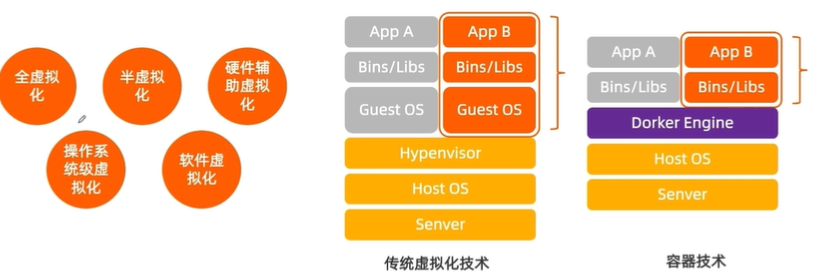 全虚拟
化
半虚拟
化
硬件辅
助虚拟
化
操作系
统级虚
拟化
软件虚
拟化
App A
App B
Bins/Libs
Bins/Libs
Guest OS
Guest OS
Hypenvisor
Host OS
Senver
传统虚拟化技术
App A
App B
Bins/Libs
Bins/Libs
Dorker Engine
Host OS
Senver
容器技术